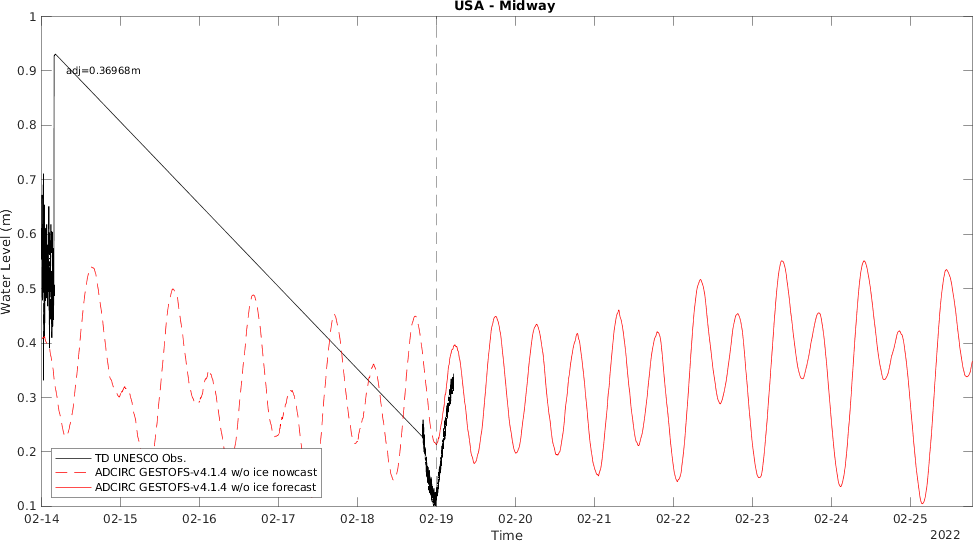 USA - Midway
1
0.9
0.8
0.7
0.6
0.5
0.4
0.3
0.2
0.1
Water Level (m)
adj=0.36968m
TD UNESCO Obs.
ADCIRC GESTOFS-v4.1.4 w/o ice nowcast
ADCIRC GESTOFS-v4.1.4 w/o ice forecast
02-14 02-15 02-16 02-17 02-18 02-19 02-20 02-21 02-22 02-23 02-24 02-25
Time
2022